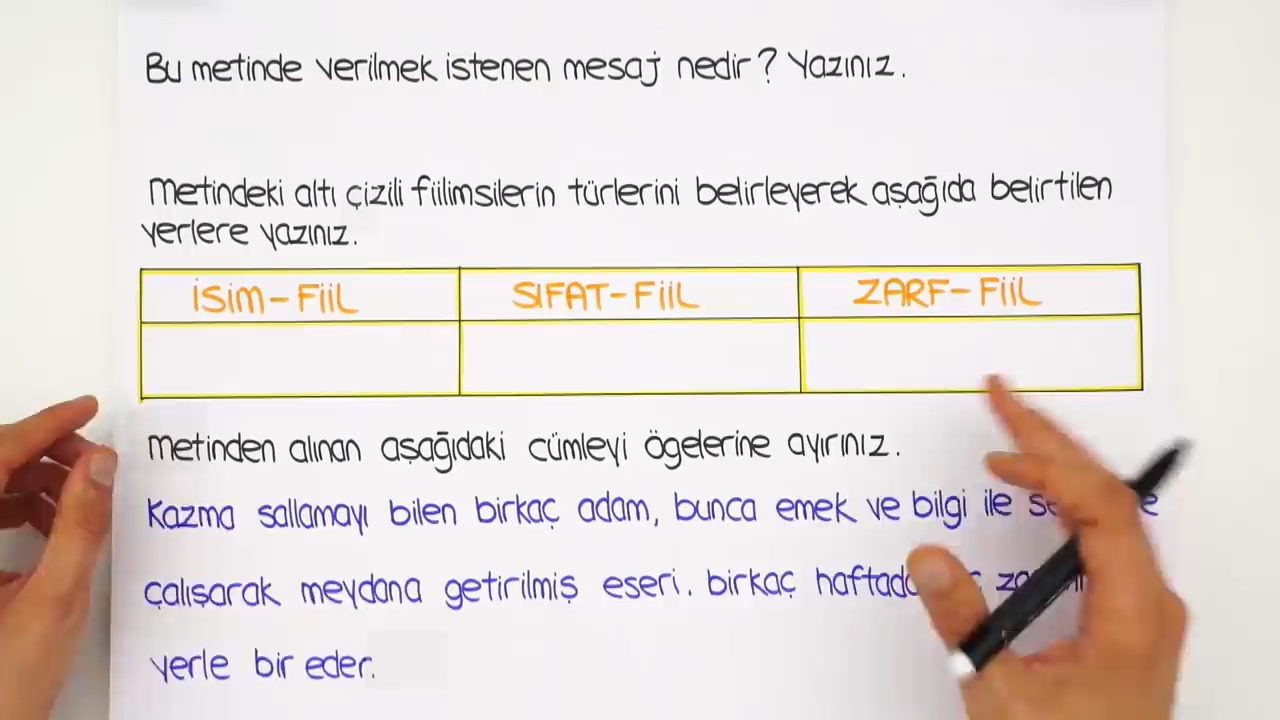 Bu metinde verilmek istenen mesaj nedir? Yazınız.
Metindeki altı çizili fiilimsilerin türlerini belirleyerek aşağıda belirtilen
yerlere yazınız.
İSİM-FİİL SIFAT-FİİL ZARF-FİİL
Metinden alınan aşağıdaki cümleyi ögelerine ayırınız.
Kazma sallamayı bilen birkaç adam, bunca emek ve bilgi ile
çalışarak meydana getirilmiş eseri. birkaç
yerle bir eder.